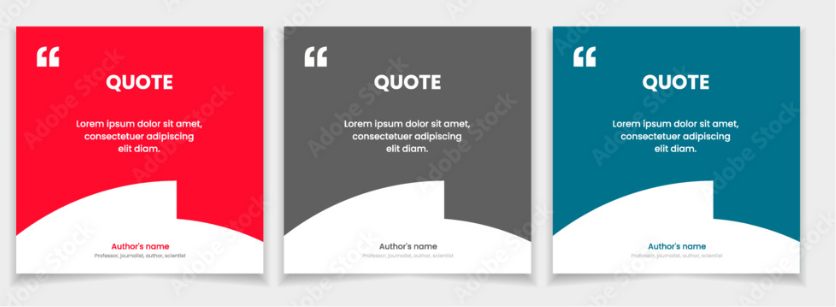 QUOTE
Lorem ipsum dolor sit amet,
consectetuer adipiscing
elit diam.
Author's name
Professor, journalist, author, scientist
QUOTE
Lorem ipsum dolor sit amet,
consectetuer adipiscing
elit diam.
Author's name
Professor, journalist, author, scientist
QUOTE
Lorem ipsum dolor sit amet,
consectetuer adipiscing
elit diam.
Author's name
Professor, journalist, author, scientist
Adobe Stock